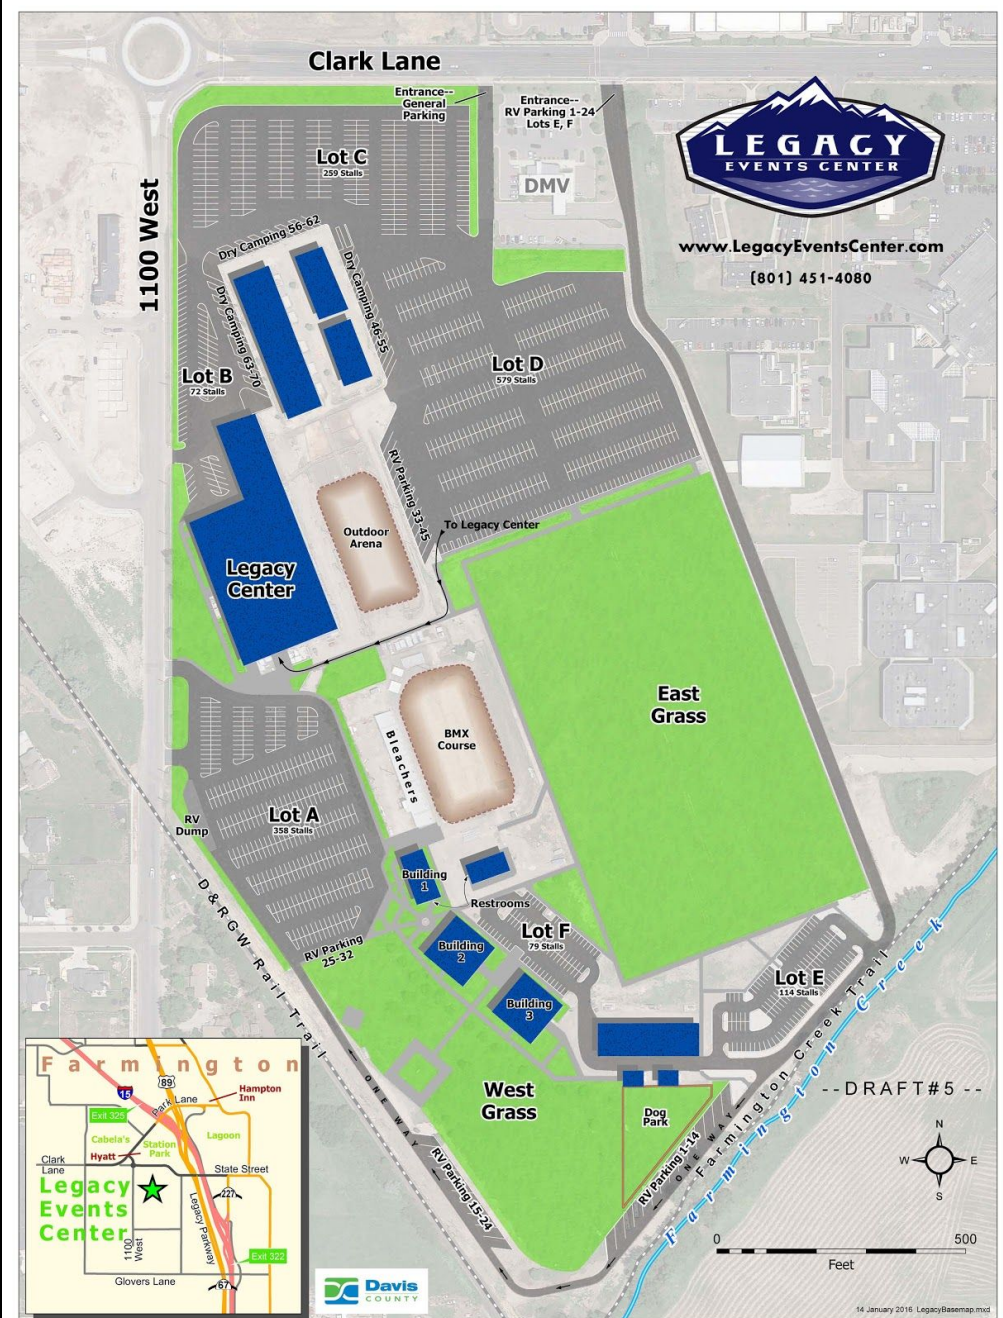 Clark Lane
Entrance--
General
Parking
Entrance--
RV Parking 1-24
Lots E, F
LEGACY
EVENTS CENTER
www.LegacyEventsCenter.com
(801) 451-4080
Lot C
259 Stalls
DMV
1100 West
Dry Camping 56-62
Dry Camping 46-55
Dry Camping 63-70
Lot B
72 Stalls
Lot D
579 Stalls
RV Parking 33-45
Outdoor
Arena
To Legacy Center
Legacy
Center
East
Grass
BMX
Course
Bleachers
Lot A
358 Stalls
RV
Dump
D & RGW Rail Trail
Building
1
Restrooms
RV Parking
25-32
Building
2
Lot F
79 Stalls
Building
3
Lot E
114 Stalls
Farmington Creek Trail
Farmington Creek
ONE WAY
West
Grass
Dog
Park
RV Parking 1-14
ONE WAY
RV Parking 15-24
--DRAFT#5--
N
W
E
S
0
500
Feet
Farmington
89
15
Hampton
Inn
Park Lane
Exit 325
Cabela's
Station
Park
Lagoon
Hyatt
Clark
Lane
State Street
Legacy
Events
Center
227
Legacy Parkway
1100
West
Exit 322
Glovers Lane
67
Davis
COUNTY
14 January 2016 LegacyBasemap.mxd